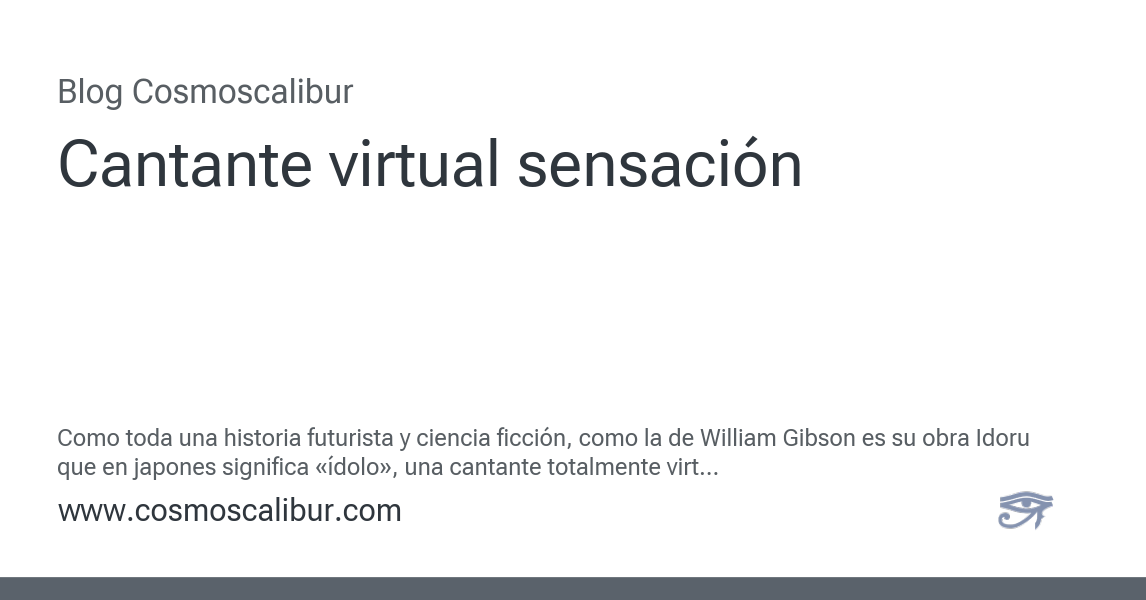 Blog Cosmoscalibur
Cantante virtual sensación
Como toda una historia futurista y ciencia ficción, como la de William Gibson es su obra Idoru
que en japones significa «ídolo», una cantante totalmente virt...
www.cosmoscalibur.com